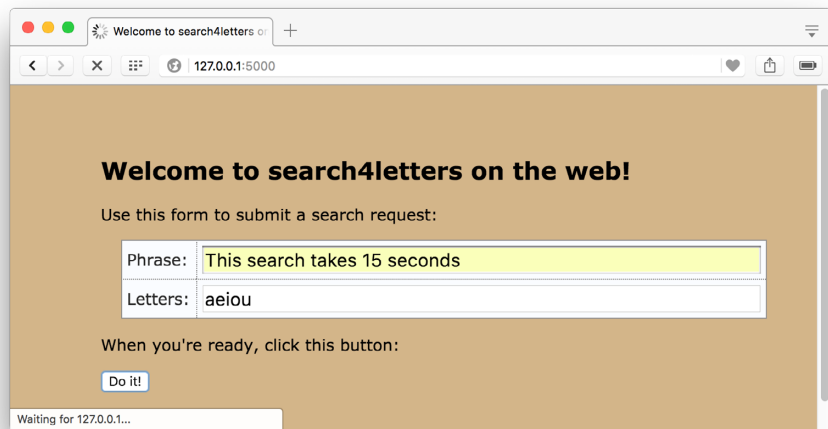 Welcome to search4letters o
127.0.0.1:5000
Welcome to search4letters on the web!
Use this form to submit a search request:
Phrase: This search takes 15 seconds
Letters: aeiou
When you're ready, click this button:
Do it!
Waiting for 127.0.0.1...